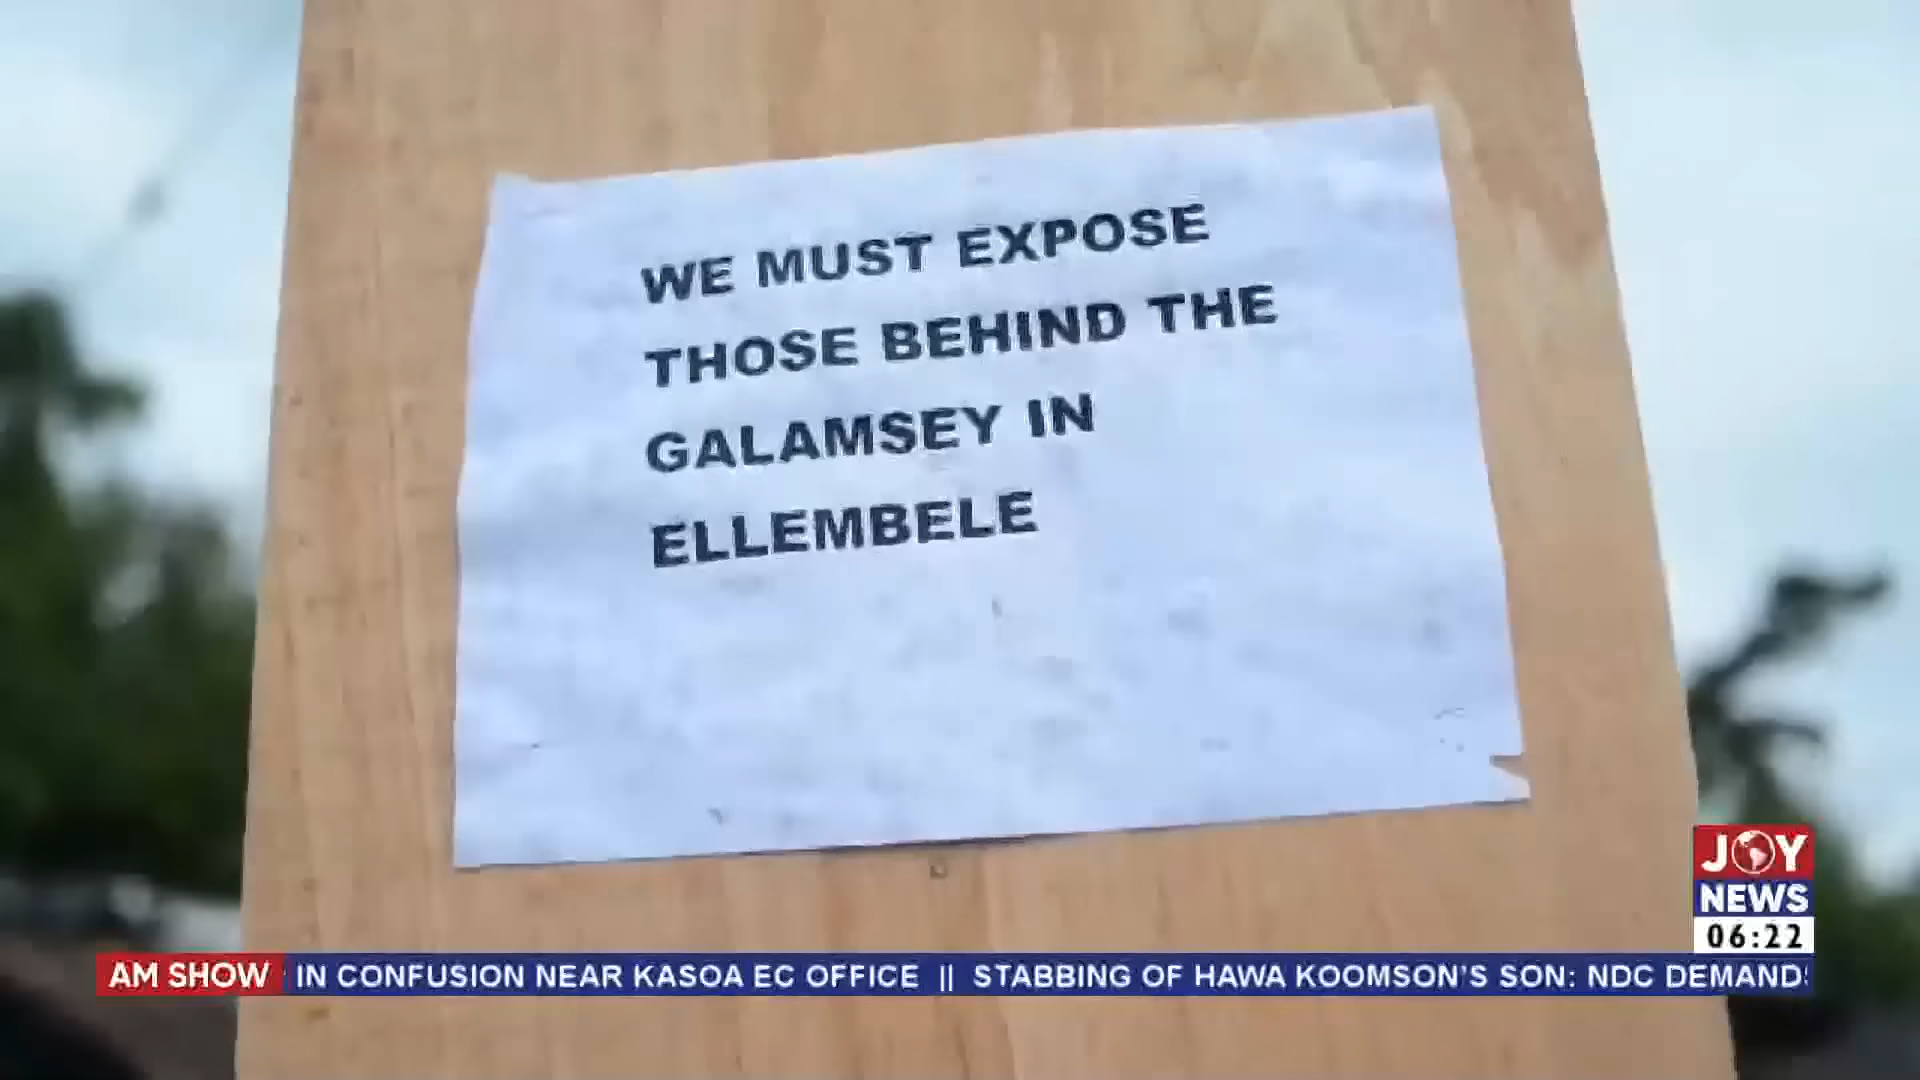 WE MUST EXPOSE
THOSE BEHIND THE
GALAMSEY IN
ELLEMBELE
JOY
NEWS
06:22
AM SHOW
IN CONFUSION NEAR KASOA EC OFFICE || STABBING OF HAWA KOOMSON'S SON: NDC DEMAND